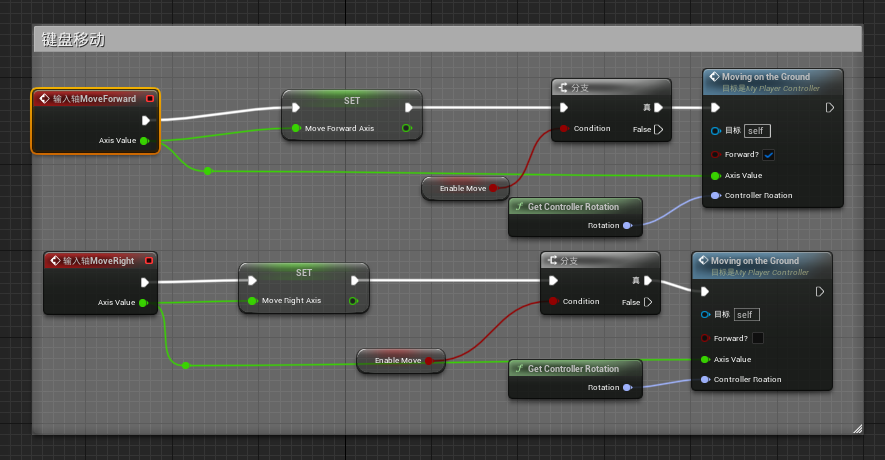 键盘移动
输入轴MoveForward
Axis Value
SET
Move Forward Axis
分支
真
Condition
False
Moving on the Ground
目标是My Player Controller
目标
self
Forward?
Axis Value
Controller Roation
Enable Move
Get Controller Rotation
Rotation
输入轴MoveRight
Axis Value
SET
Move Right Axis
分支
真
Condition
False
Moving on the Ground
目标是My Player Controller
目标
self
Forward?
Axis Value
Controller Roation
Enable Move
Get Controller Rotation
Rotation